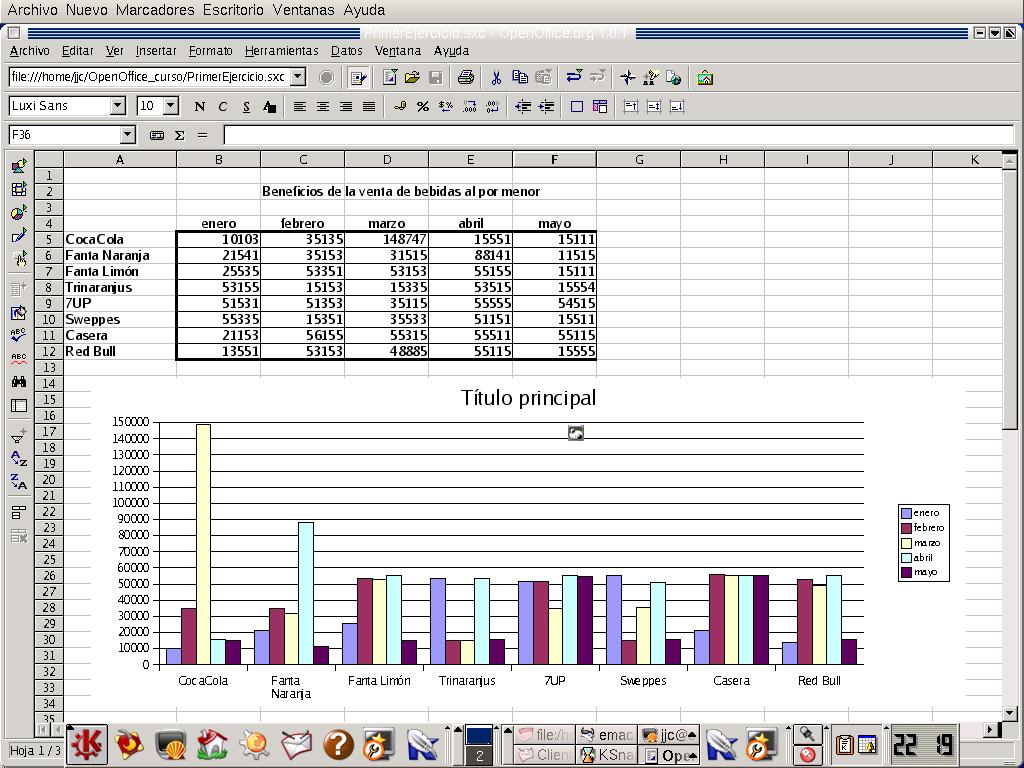 Archivo Nuevo Marcadores Escritorio Ventanas Ayuda
PrimerEjercicio.sxc - OpenOffice.org 1.0.1
Archivo Editar Ver Insertar Formato Herramientas Datos Ventana Ayuda
file:///home/jjc/OpenOffice_curso/PrimerEjercicio.sxc
Luxi Sans 10 N C S A
F36 Σ =
A B C D E F G H I J K
1
2 Beneficios de la venta de bebidas al por menor
3
4 enero febrero marzo abril mayo
5 CocaCola 10103 35135 148747 15551 15111
6 Fanta Naranja 21541 35153 31515 88141 11515
7 Fanta Limón 25535 53351 53153 55155 15111
8 Trinaranjus 53155 15153 15335 53515 15554
9 7UP 51531 51353 35115 55555 54515
10 Sweppes 55335 15351 35533 51151 15511
11 Casera 21153 56155 55315 55511 55115
12 Red Bull 13551 53153 48885 55115 15555
13
14
15
16
17
18
19
20
21
22
23
24
25
26
27
28
29
30
31
32
33
34
35
Título principal
150000
140000
130000
120000
110000
100000
90000
80000
70000
60000
50000
40000
30000
20000
10000
0
CocaCola Fanta Naranja Fanta Limón Trinaranjus 7UP Sweppes Casera Red Bull
enero
febrero
marzo
abril
mayo
Hoja 1 / 3
2
file:/h
emac
jjc@
Clien
KSna
Ope
22 19